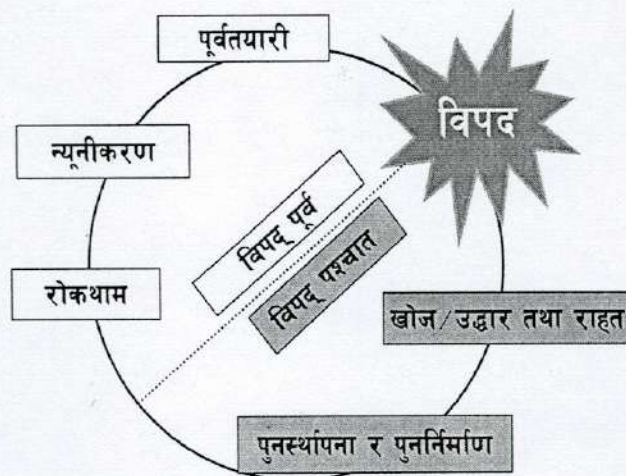 पूर्वतयारी
विपद
न्यूनीकरण
विपद् पूर्व
विपद् पश्चात
रोकथाम
खोज/उद्धार तथा राहत
पुनर्स्थापना र पुनर्निर्माण